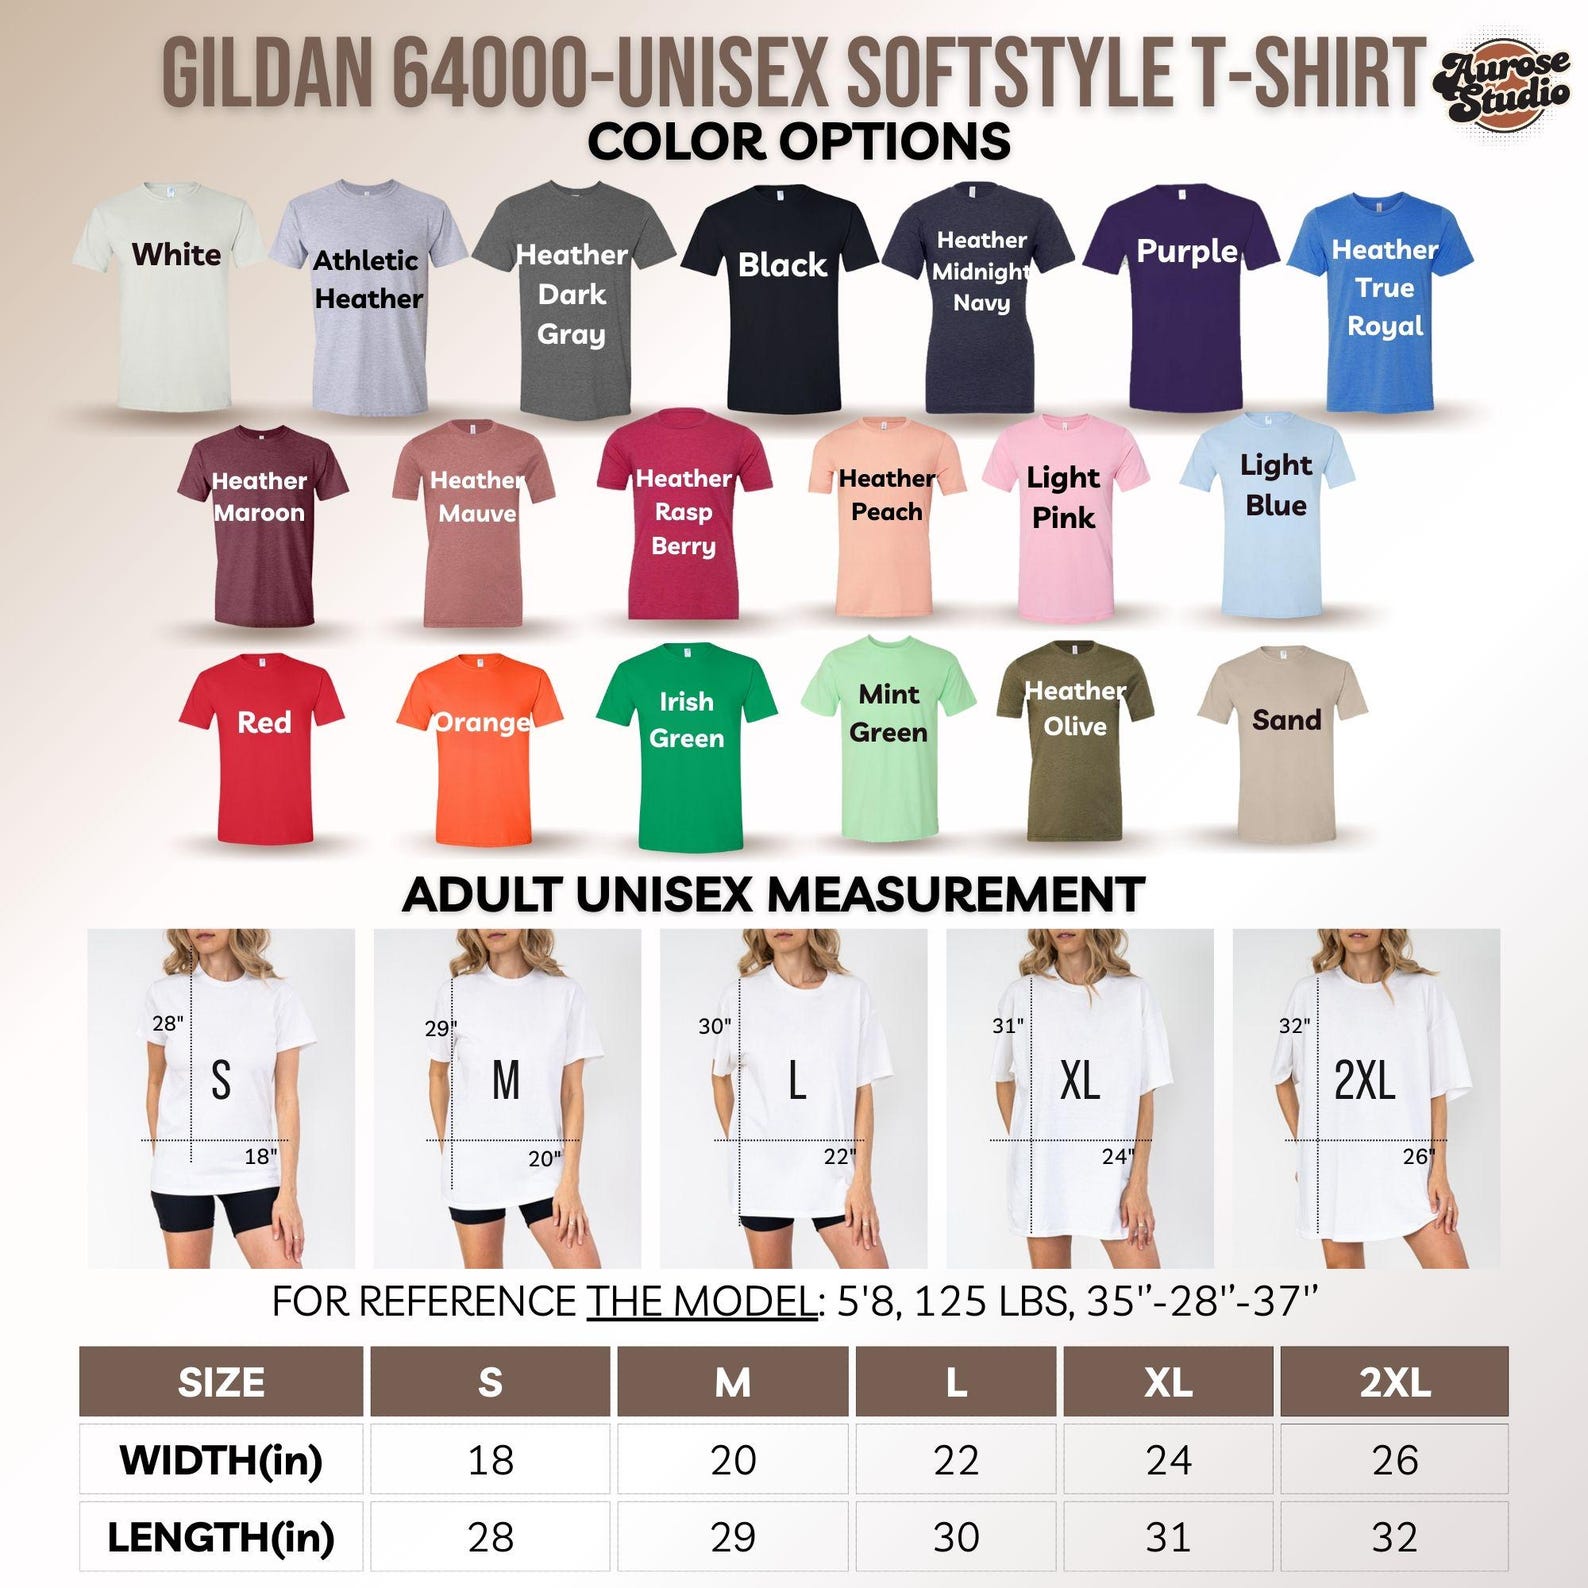 GILDAN 64000-UNISEX SOFTSTYLE T-SHIRT
Aurose
Studio
COLOR OPTIONS
White
Athletic
Heather
Heather
Dark
Gray
Black
Heather
Midnight
Navy
Purple
Heather
True
Royal
Heather
Maroon
Heather
Mauve
Heather
Rasp
Berry
Heather
Peach
Light
Pink
Light
Blue
Red
Orange
Irish
Green
Mint
Green
Heather
Olive
Sand
ADULT UNISEX MEASUREMENT
28"
S
18"
29"
M
20"
30"
L
22"
31"
XL
24"
32"
2XL
26"
FOR REFERENCE THE MODEL: 5'8, 125 LBS, 35"-28"-37"
SIZE S M L XL 2XL
WIDTH(in) 18 20 22 24 26
LENGTH(in) 28 29 30 31 32